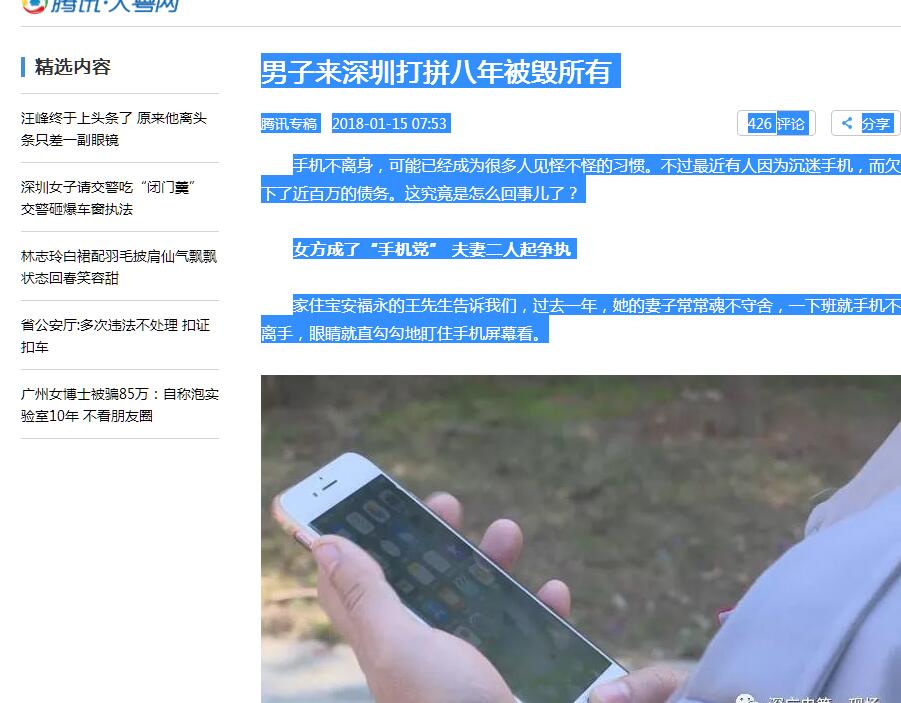 腾讯·大粤网
精选内容
汪峰终于上头条了 原来他离头
条只差一副眼镜
深圳女子请交警吃“闭门羹”
交警砸爆车窗执法
林志玲白裙配羽毛披肩仙气飘飘
状态回春笑容甜
省公安厅:多次违法不处理 扣证
扣车
广州女博士被骗85万：自称泡实
验室10年 不看朋友圈
男子来深圳打拼八年被毁所有
腾讯专稿 2018-01-15 07:53 426 评论 分享
手机不离身，可能已经成为很多人见怪不怪的习惯。不过最近有人因为沉迷手机，而欠
下了近百万的债务。这究竟是怎么回事儿了？
女方成了“手机党” 夫妻二人起争执
家住宝安福永的王先生告诉我们，过去一年，她的妻子常常魂不守舍，一下班就手机不
离手，眼睛就直勾勾地盯住手机屏幕看。